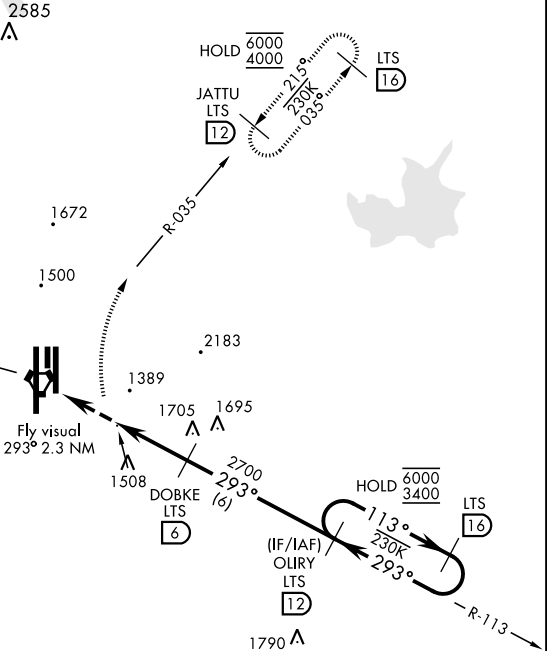 2585
HOLD 6000
4000
215°
230K
035°
LTS
16
JATTU
LTS
12
R-035
1672
1500
2183
1389
1705
1695
Fly visual
293° 2.3 NM
1508
2700
293°
(6)
DOBKE
LTS
6
HOLD 6000
3400
113°
230K
293°
LTS
16
(IF/IAF)
OLIRY
LTS
12
R-113
1790